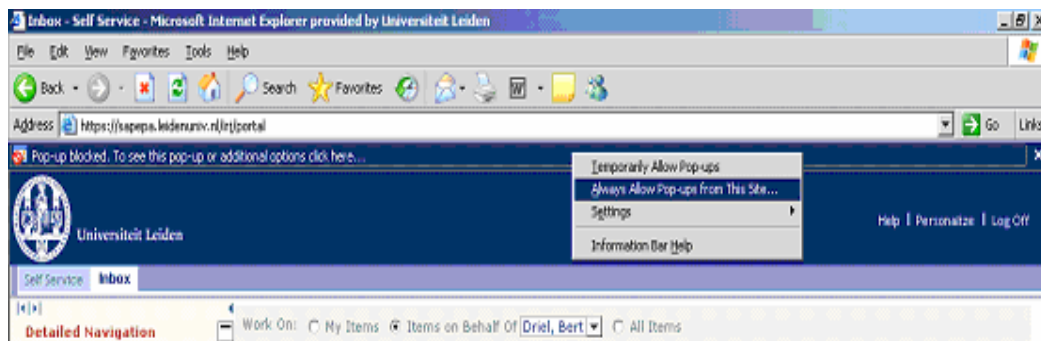 Inbox - Self Service - Microsoft Internet Explorer provided by Universiteit Leiden
File Edit View Favorites Tools Help
Back Search Favorites
Address https://sapepa.leidenuniv.nl/irj/portal Go Links
Pop-up blocked. To see this pop-up or additional options click here...
Temporarily Allow Pop-ups
Always Allow Pop-ups from This Site...
Settings
Information Bar Help
Universiteit Leiden
Help | Personalize | Log Off
Self Service Inbox
Detailed Navigation
Work On: My Items Items on Behalf Of Driel, Bert All Items